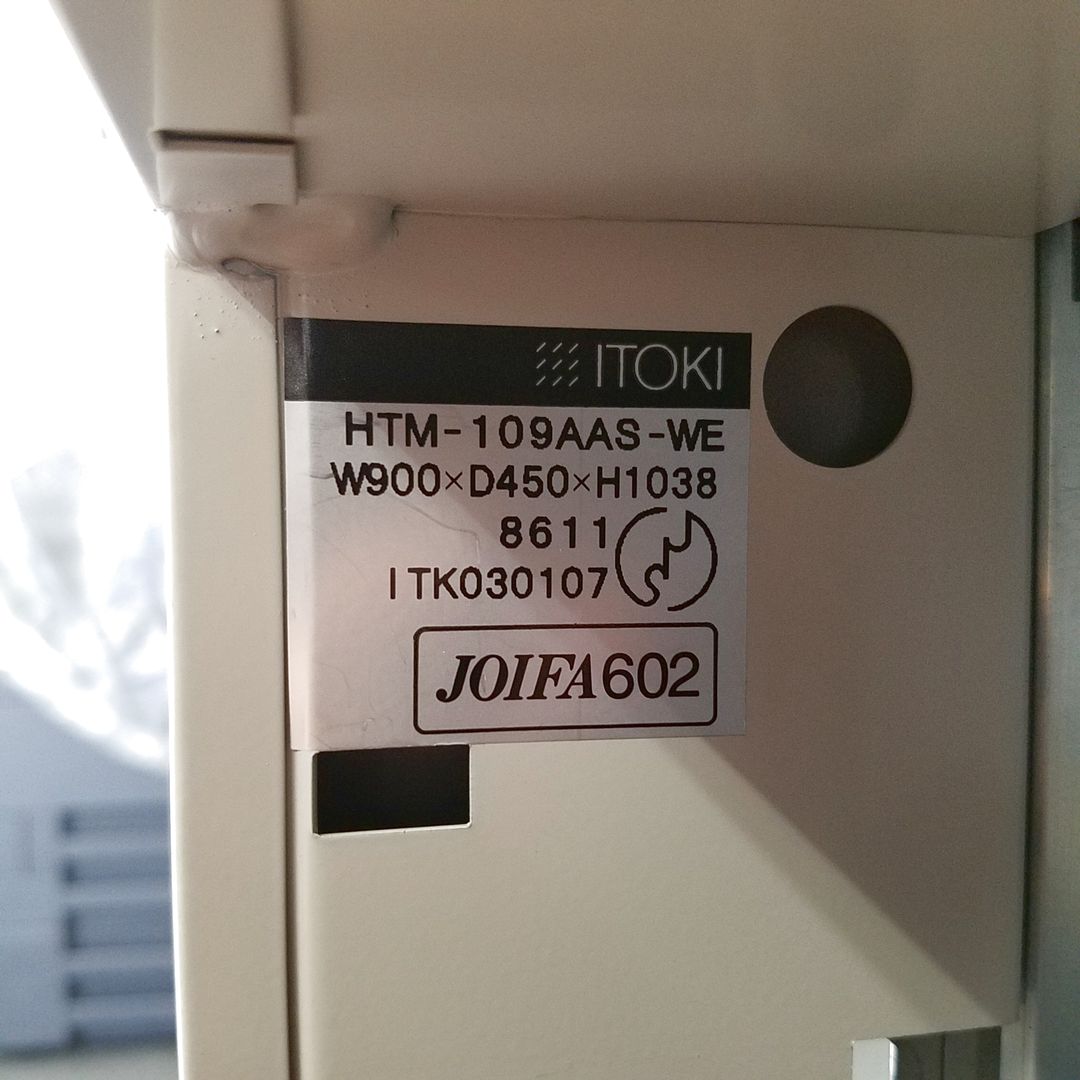 ITOKI
HTM-109AAS-WE
W900×D450×H1038
8611
ITK030107
JOIFA602